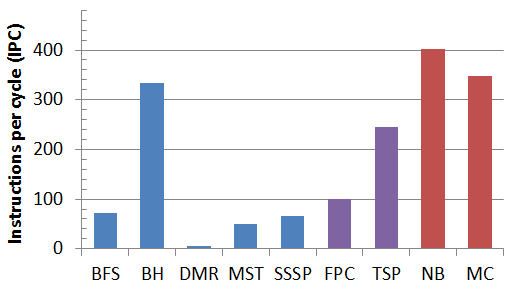 Instructions per cycle (IPC)
400
300
200
100
0
BFS BH DMR MST SSSP FPC TSP NB MC